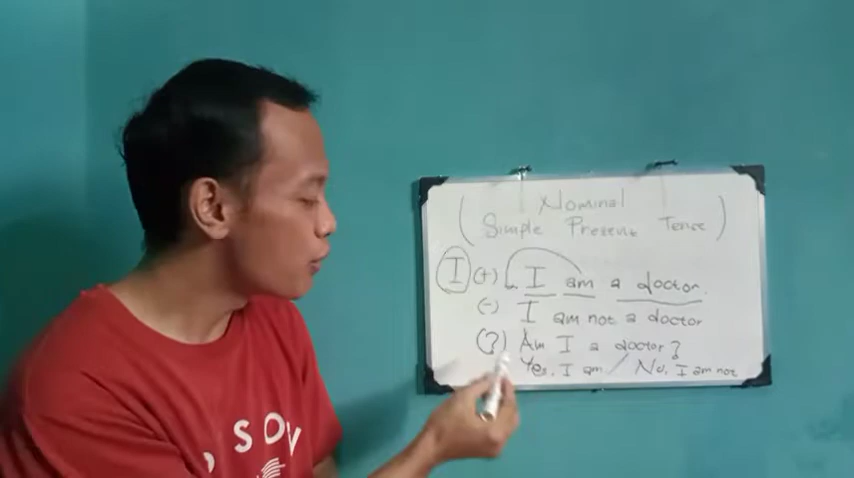 ( Nominal
Simple Present Tense )
I (+) I am a doctor.
(-) I am not a doctor
(?) Am I a doctor?
Yes, I am / No, I am not